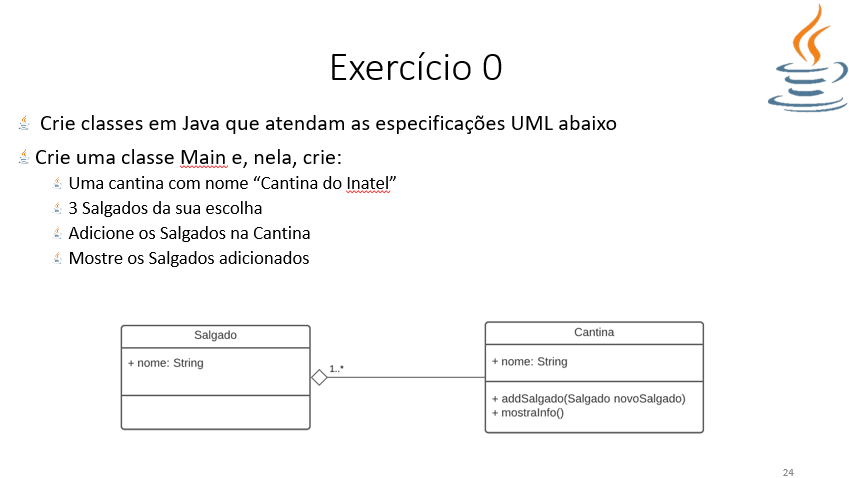 Exercício 0
Crie classes em Java que atendam as especificações UML abaixo
Crie uma classe Main e, nela, crie:
Uma cantina com nome “Cantina do Inatel”
3 Salgados da sua escolha
Adicione os Salgados na Cantina
Mostre os Salgados adicionados
Salgado
+ nome: String
1..*
Cantina
+ nome: String
+ addSalgado(Salgado novoSalgado)
+ mostraInfo()
24